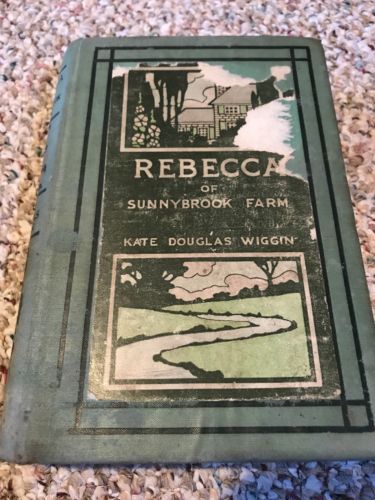 REBECCA
OF
SUNNYBROOK FARM
KATE DOUGLAS WIGGIN